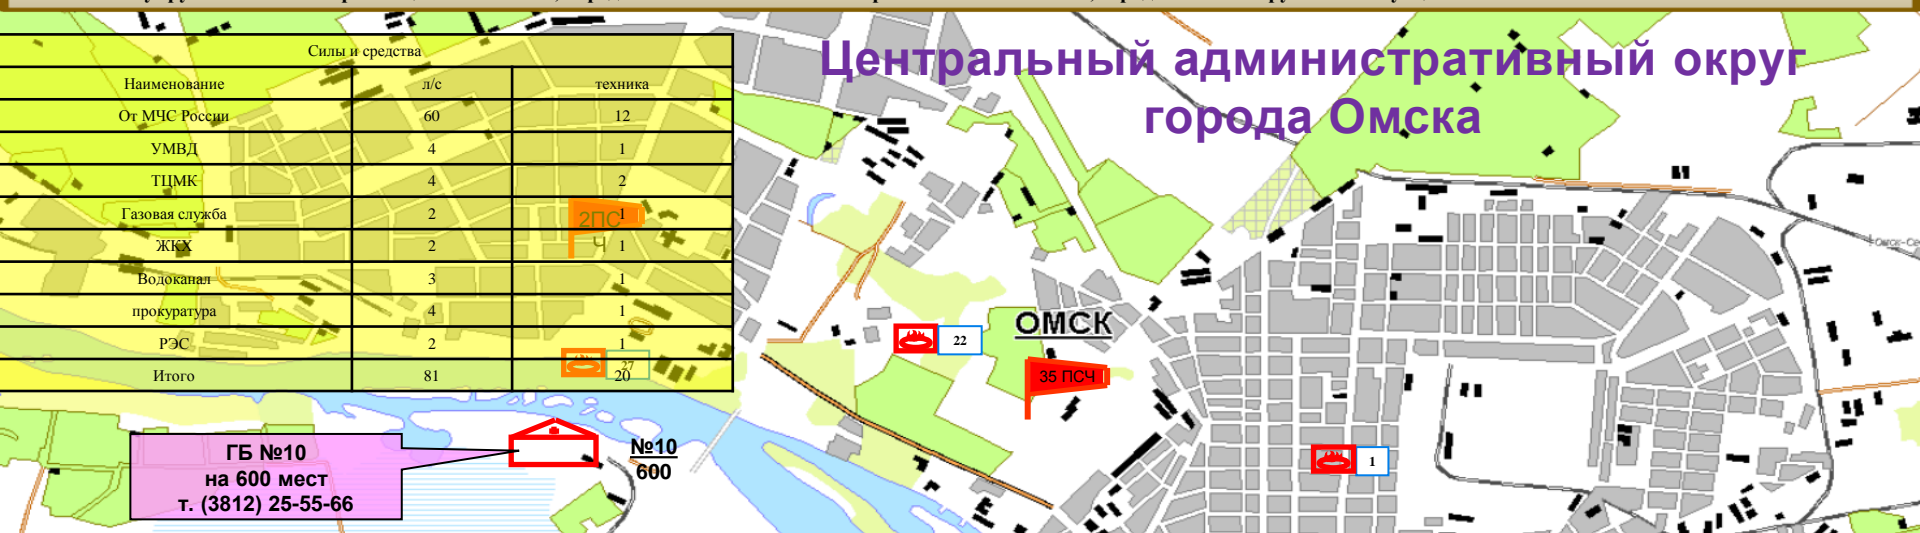 Центральный административный округ
города Омска
Силы и средства
Наименование л/с техника
От МЧС России 60 12
УМВД 4 1
ТЦМК 4 2
Газовая служба 2 1
ЖКХ 2 1
Водоканал 3 1
прокуратура 4 1
РЭС 2 1
Итого 81 20
2ПС
Ч
27
22
ОМСК
35 ПСЧ
1
ГБ №10
на 600 мест
т. (3812) 25-55-66
№10
600